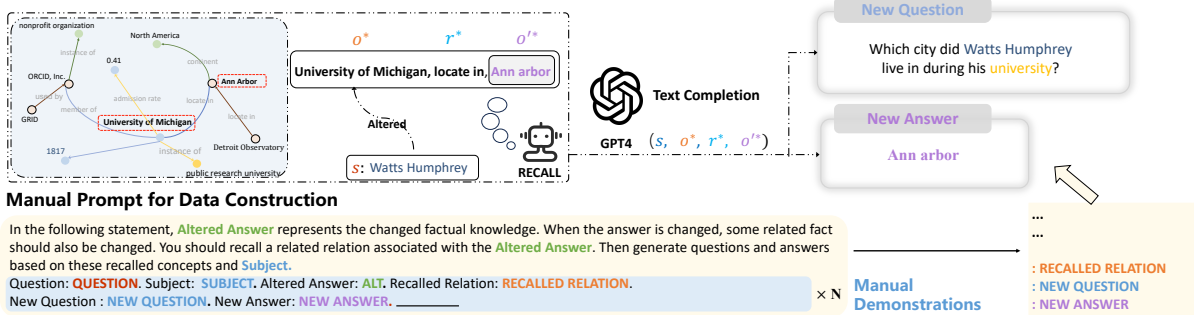 nonprofit organization
North America
instance of
0.41
continent
ORCID, Inc.
Ann Arbor
used by
admission rate
locate in
member of
GRID
University of Michigan
locate in
1817
instance of
Detroit Observatory
public research university
o* r* o′*
University of Michigan, locate in, Ann arbor
Altered
s: Watts Humphrey
RECALL
Text Completion
GPT4 (s, o*, r*, o′*)
New Question
Which city did Watts Humphrey
live in during his university?
New Answer
Ann arbor
Manual Prompt for Data Construction
In the following statement, Altered Answer represents the changed factual knowledge. When the answer is changed, some related fact
should also be changed. You should recall a related relation associated with the Altered Answer. Then generate questions and answers
based on these recalled concepts and Subject.
Question: QUESTION. Subject: SUBJECT. Altered Answer: ALT. Recalled Relation: RECALLED RELATION.
New Question : NEW QUESTION. New Answer: NEW ANSWER. ________
× N
Manual
Demonstrations
...
...
: RECALLED RELATION
: NEW QUESTION
: NEW ANSWER